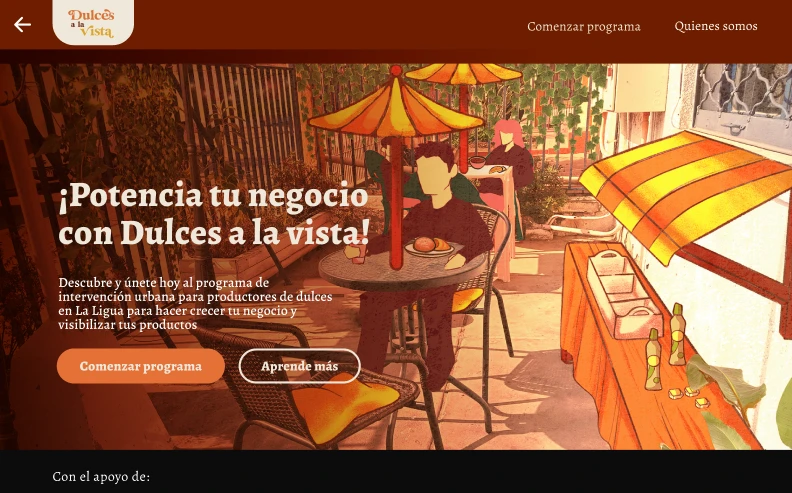 Dulces
a la
vista
Comenzar programa
Quienes somos
¡Potencia tu negocio
con Dulces a la vista!
Descubre y únete hoy al programa de
intervención urbana para productores de dulces
en La Ligua para hacer crecer tu negocio y
visibilizar tus productos
Comenzar programa
Aprende más
Con el apoyo de: